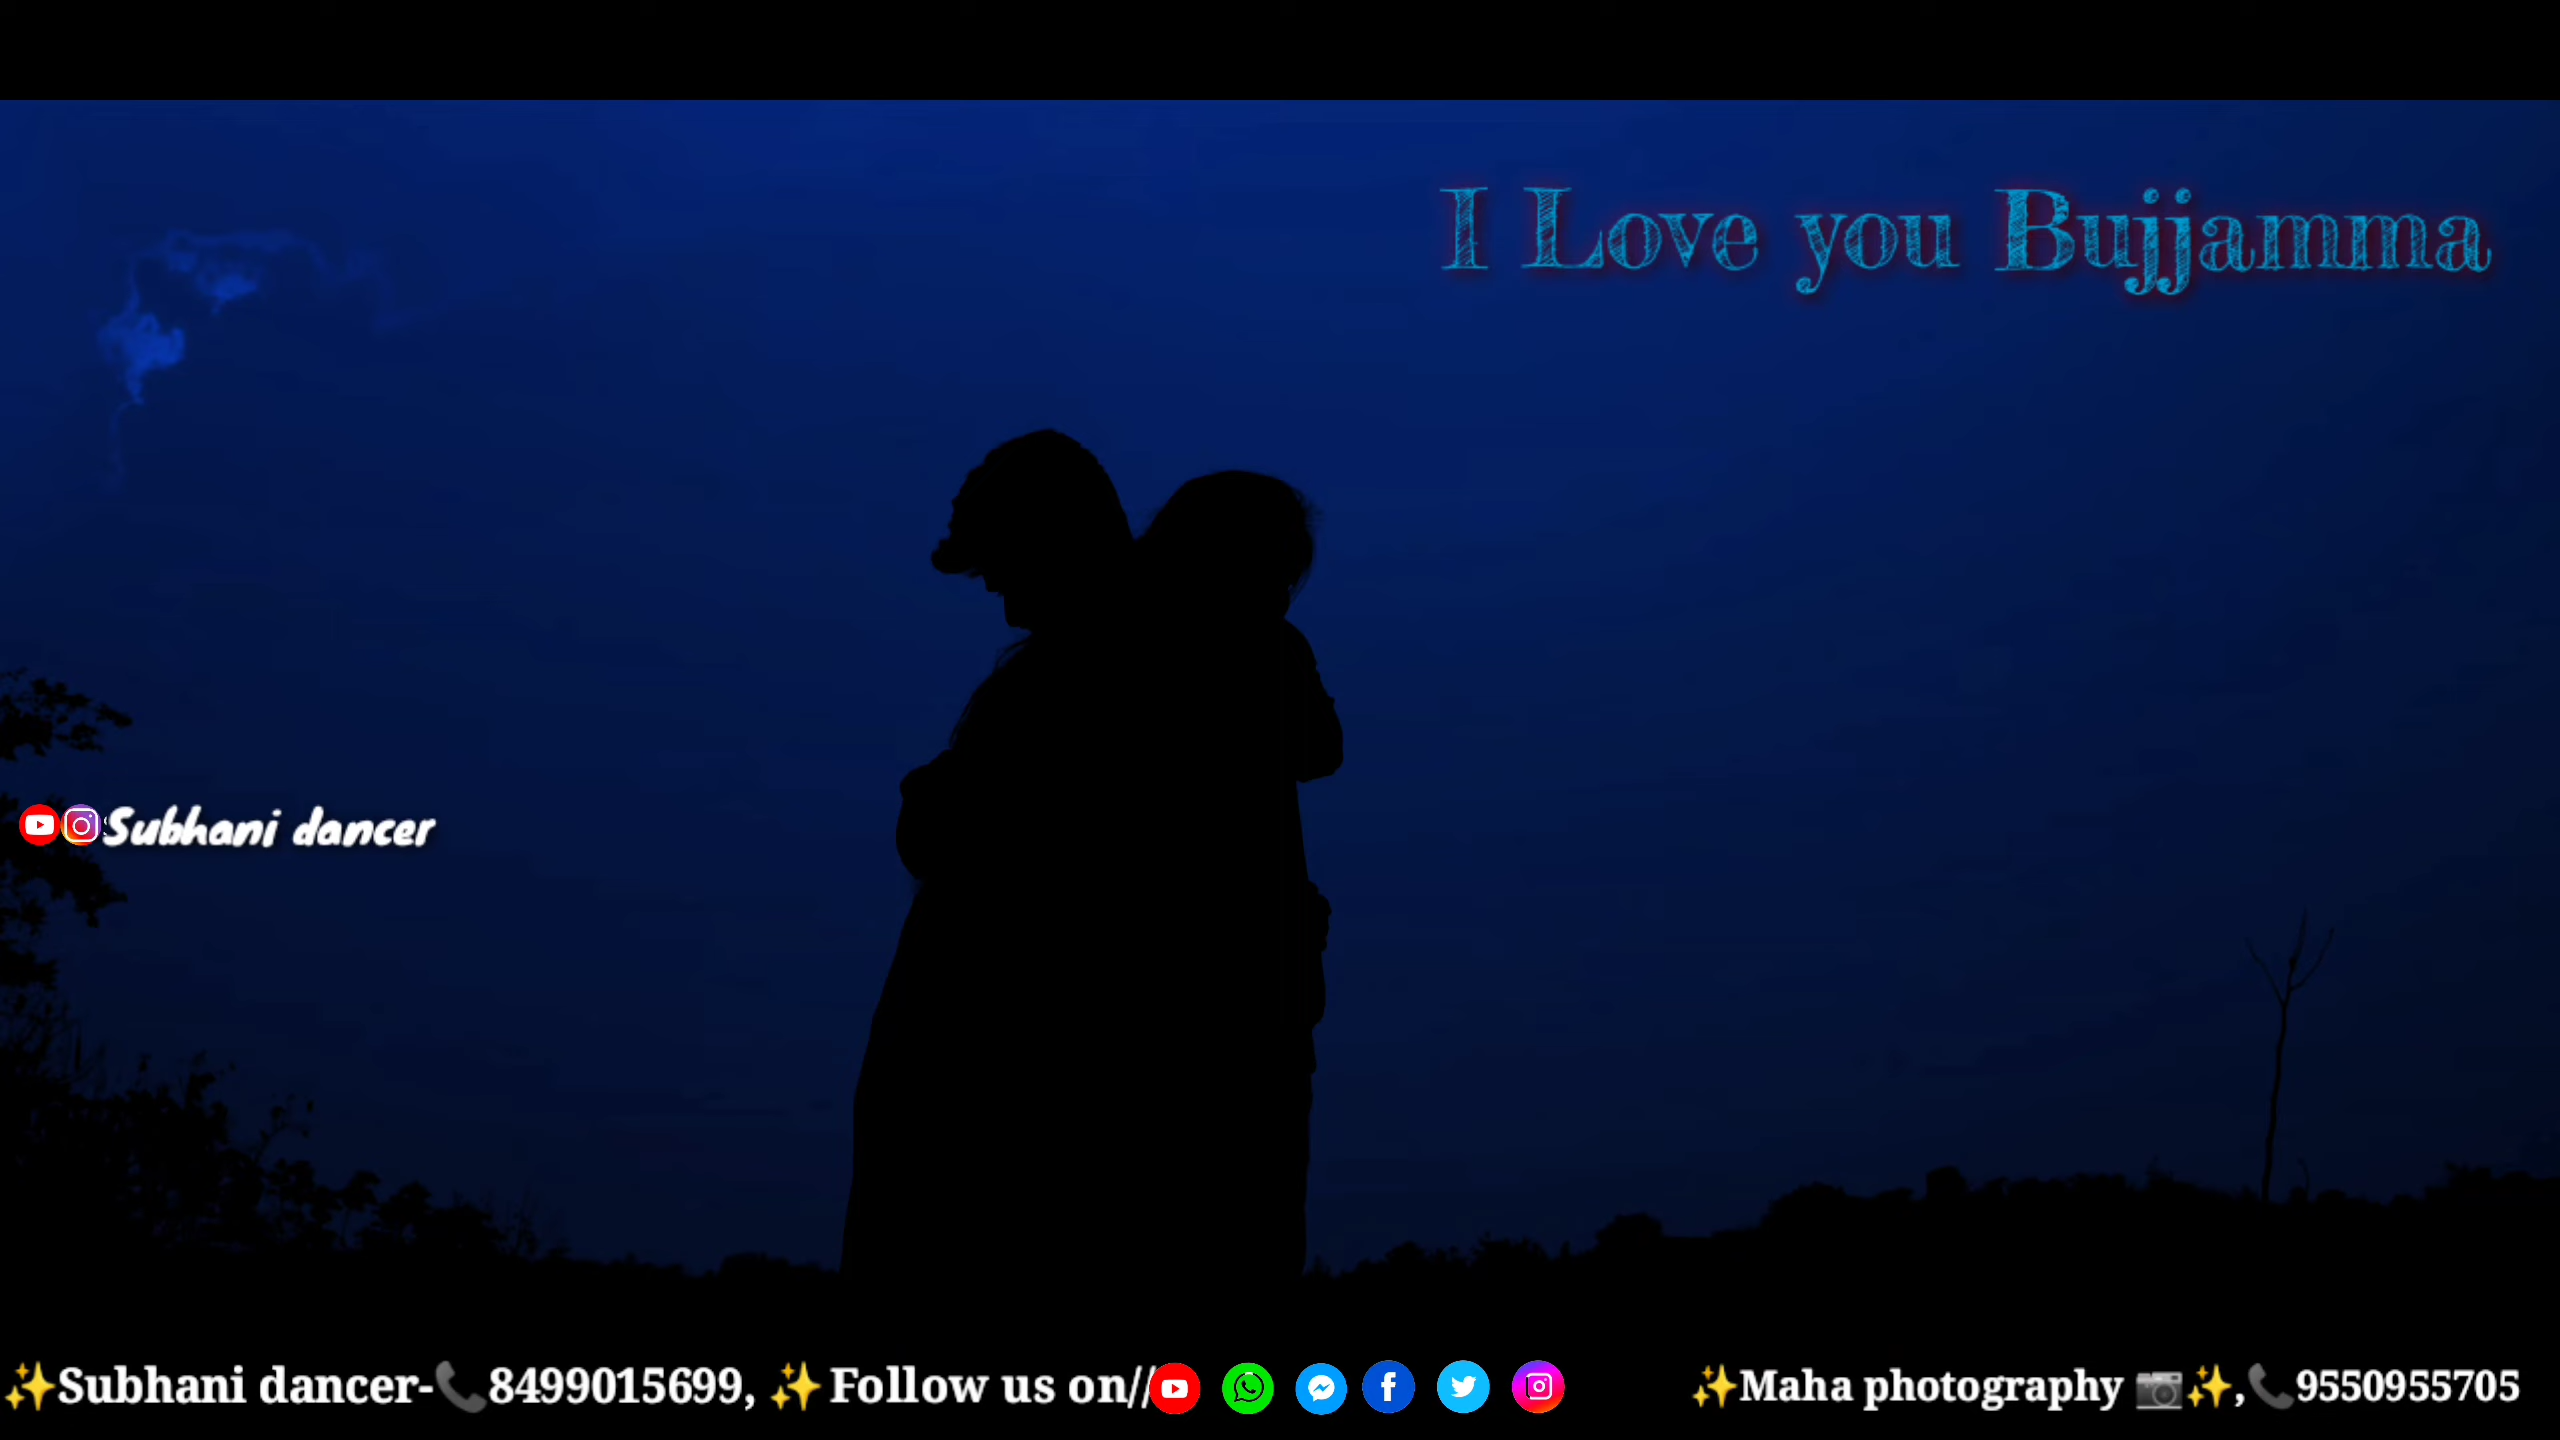 I Love you Bujjamma
Subhani dancer
✨Subhani dancer-📞8499015699, ✨Follow us on// ✨Maha photography 📷✨,📞9550955705